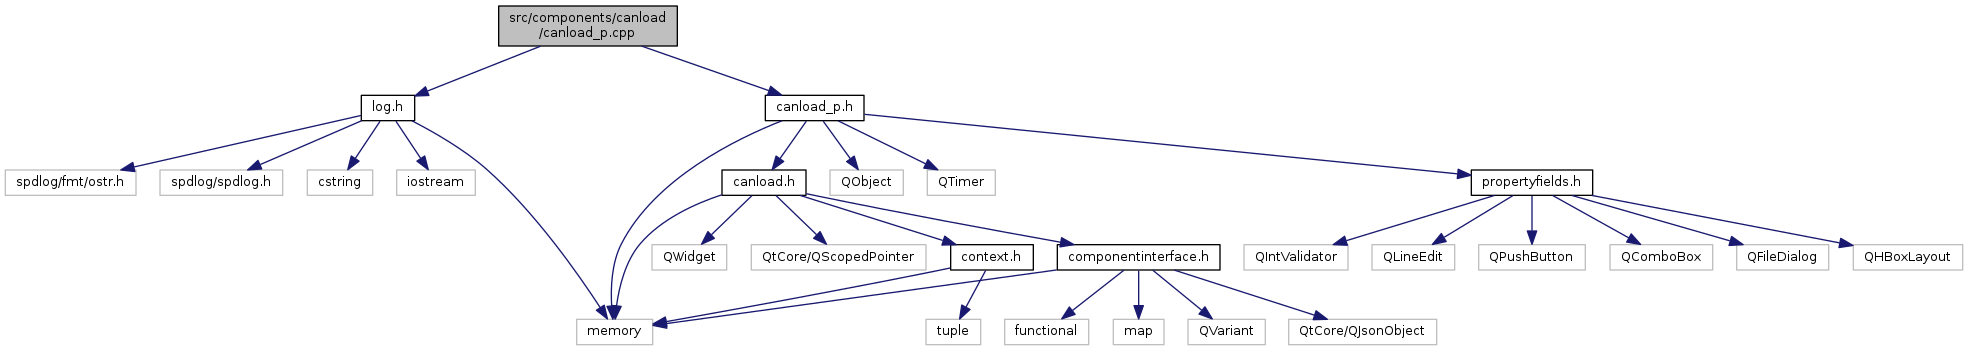 src/components/canload
/canload_p.cpp
log.h
canload_p.h
spdlog/fmt/ostr.h
spdlog/spdlog.h
cstring
iostream
canload.h
QObject
QTimer
propertyfields.h
QWidget
QtCore/QScopedPointer
context.h
componentinterface.h
QIntValidator
QLineEdit
QPushButton
QComboBox
QFileDialog
QHBoxLayout
memory
tuple
functional
map
QVariant
QtCore/QJsonObject